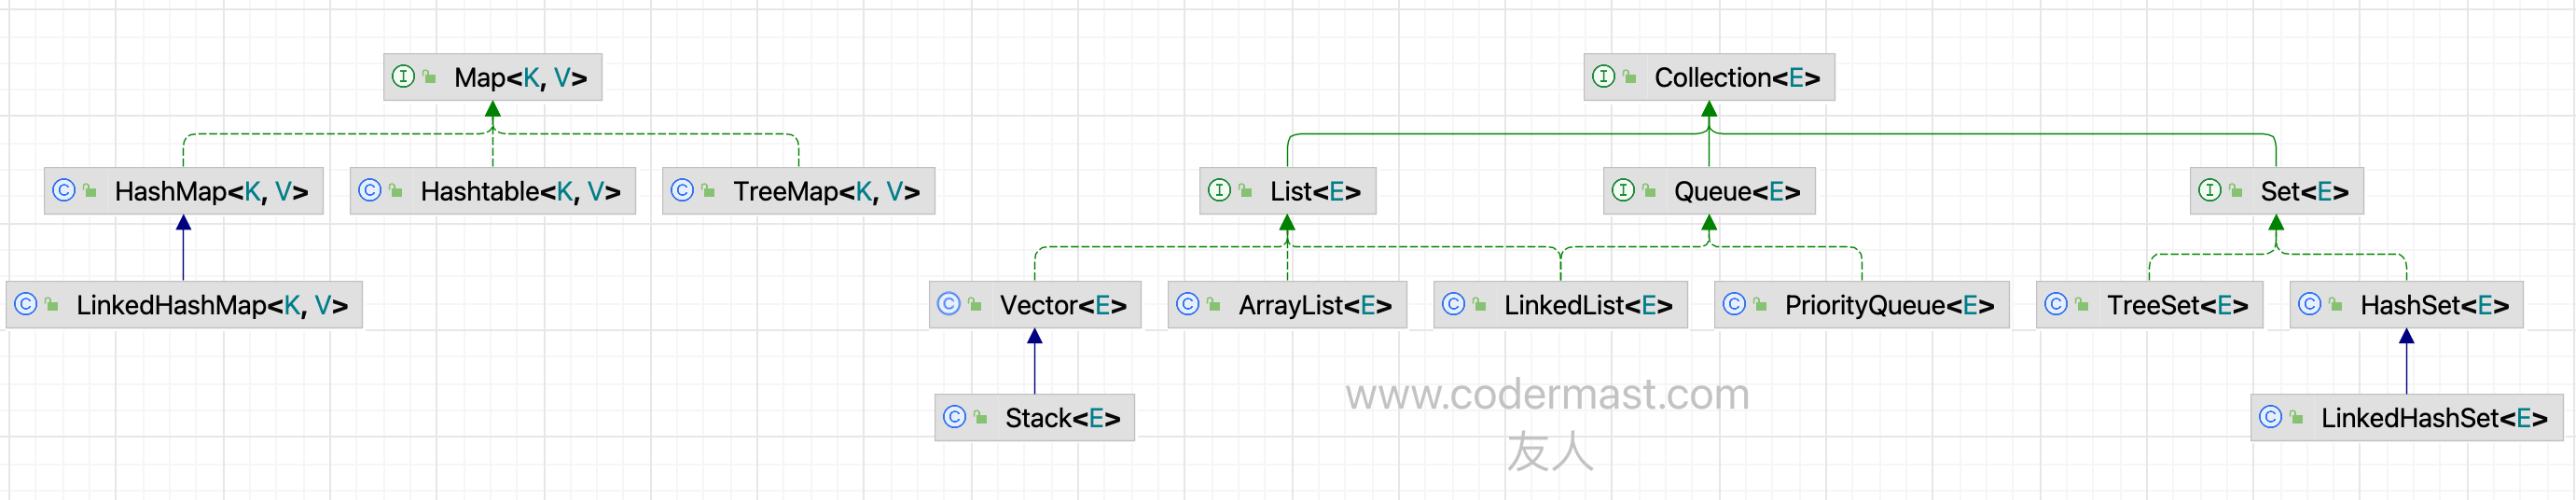 Map<K, V>
Collection<E>
HashMap<K, V>
Hashtable<K, V>
TreeMap<K, V>
List<E>
Queue<E>
Set<E>
LinkedHashMap<K, V>
Vector<E>
ArrayList<E>
LinkedList<E>
PriorityQueue<E>
TreeSet<E>
HashSet<E>
Stack<E>
LinkedHashSet<E>
www.codermast.com
友人